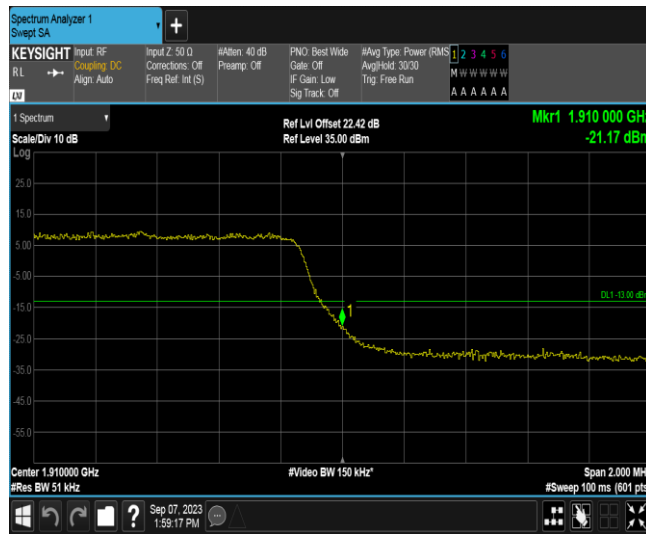 Spectrum Analyzer 1
Swept SA
+
KEYSIGHT
RL
LXI
Input: RF
Coupling: DC
Align: Auto
Input Z: 50 Ω
Corrections: Off
Freq Ref: Int (S)
#Atten: 40 dB
Preamp: Off
PNO: Best Wide
Gate: Off
IF Gain: Low
Sig Track: Off
#Avg Type: Power (RMS
Avg|Hold: 30/30
Trig: Free Run
1 2 3 4 5 6
M W W W W W
A A A A A A
1 Spectrum
Scale/Div 10 dB
Ref Lvl Offset 22.42 dB
Ref Level 35.00 dBm
Mkr1 1.910 000 GHz
-21.17 dBm
Log
25.0
15.0
5.00
-5.00
-15.0
-25.0
-35.0
-45.0
-55.0
DL1 -13.00 dBm
1
Center 1.910000 GHz
#Res BW 51 kHz
#Video BW 150 kHz*
Span 2.000 MH
#Sweep 100 ms (601 pts
?
Sep 07, 2023
1:59:17 PM